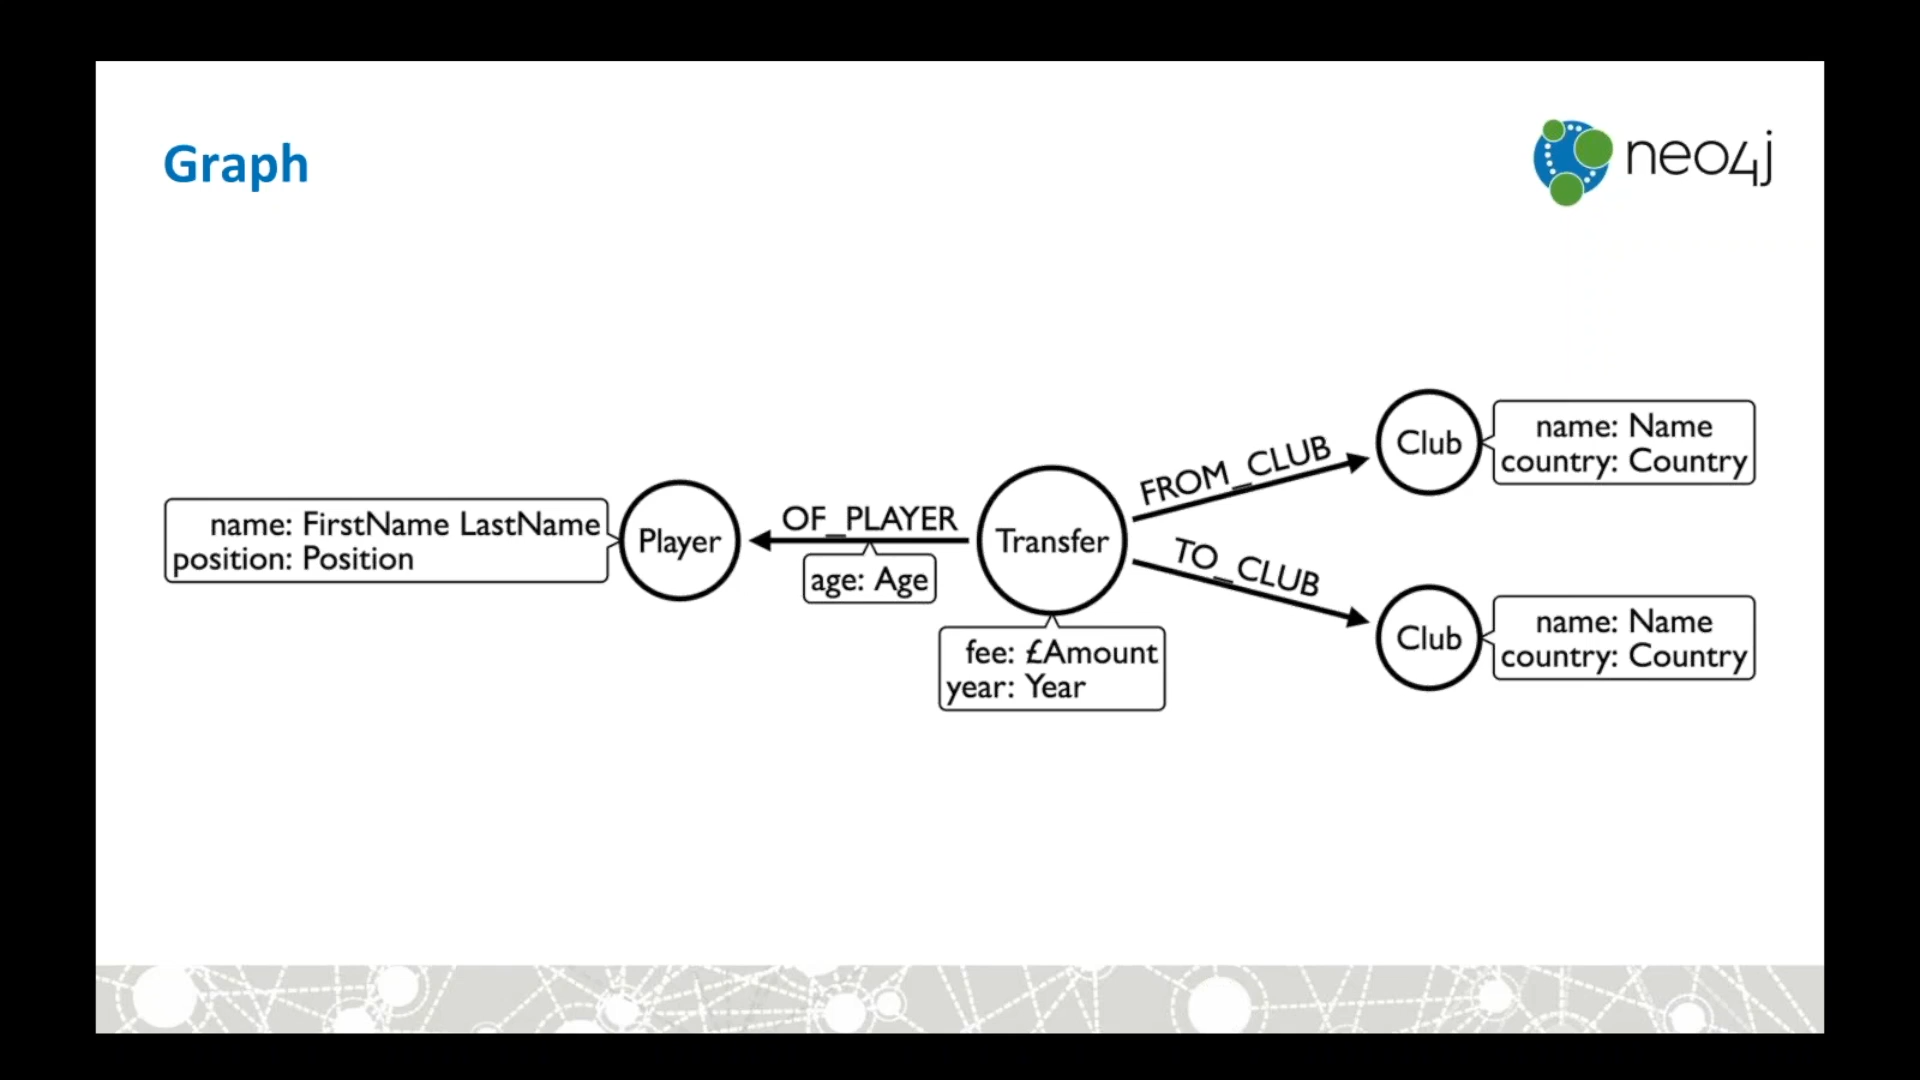 Graph
neo4j
name: FirstName LastName
position: Position
Player
OF_PLAYER
age: Age
Transfer
fee: £Amount
year: Year
FROM_CLUB
Club
name: Name
country: Country
TO_CLUB
Club
name: Name
country: Country